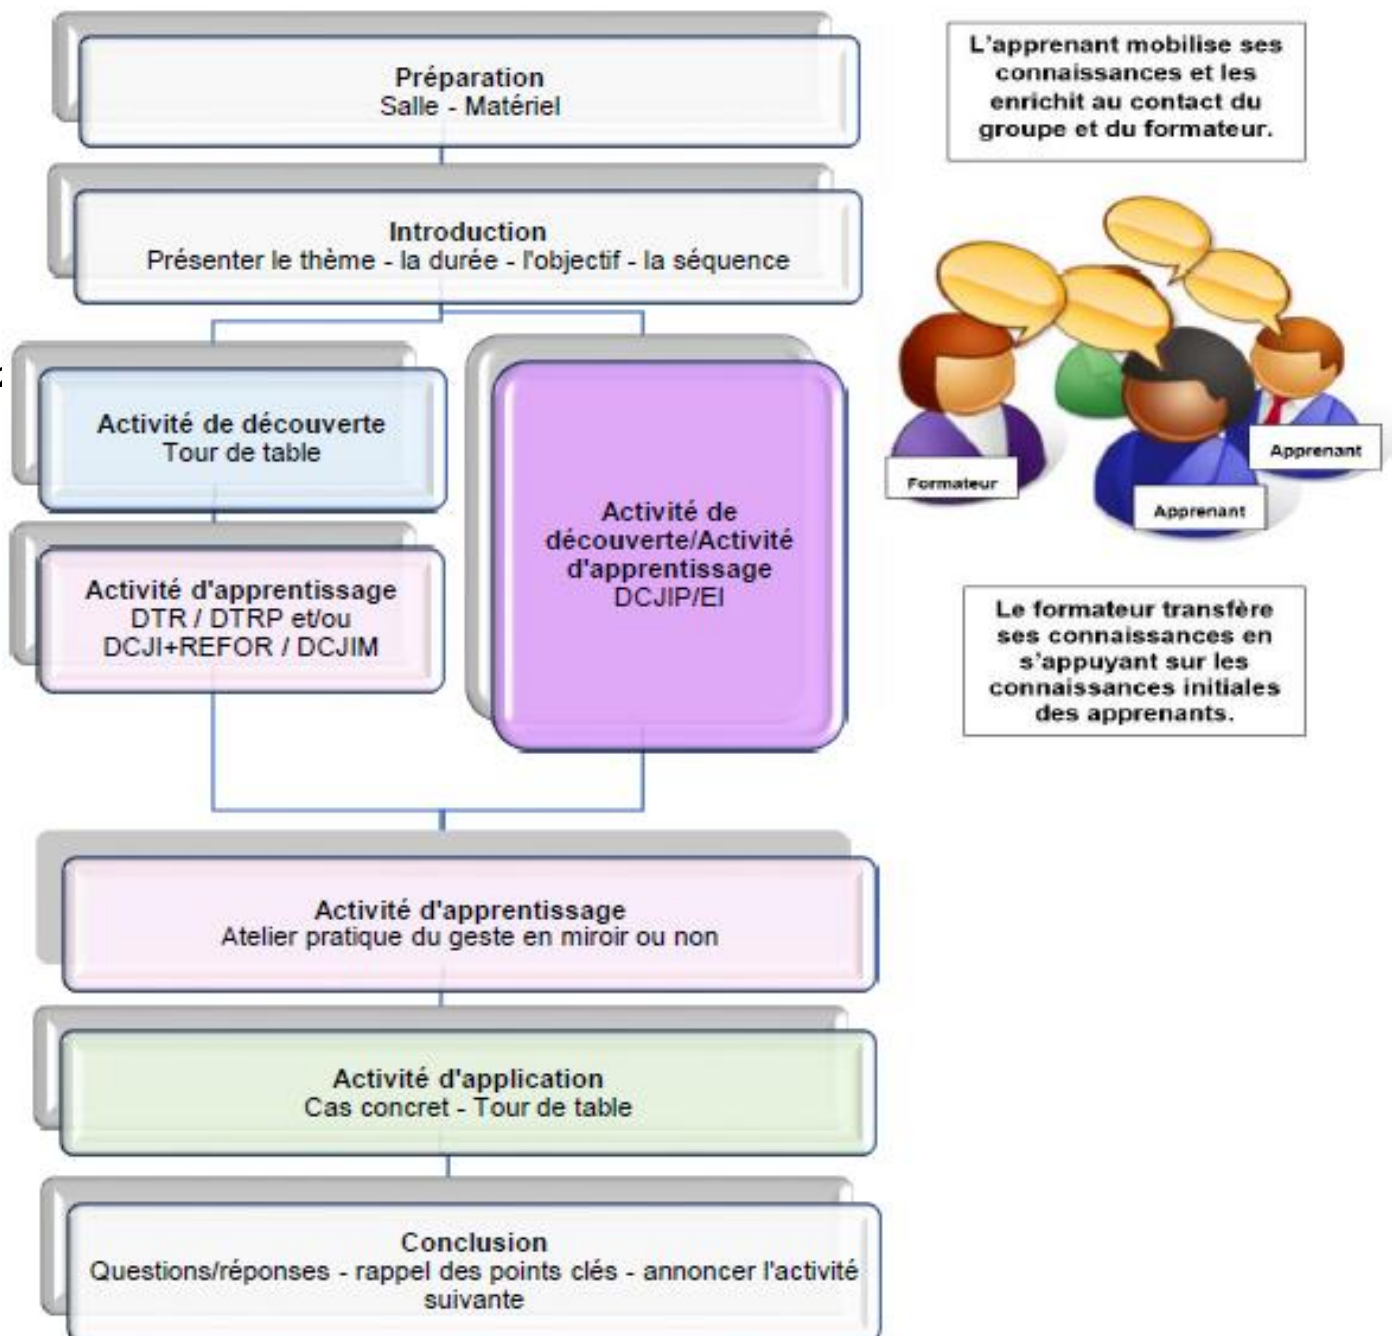 Préparation
Salle - Matériel
Introduction
Présenter le thème - la durée - l'objectif - la séquence
Activité de découverte
Tour de table
Activité d'apprentissage
DTR / DTRP et/ou
DCJI+REFOR / DCJIM
Activité de
découverte/Activité
d'apprentissage
DCJIP/EI
Activité d'apprentissage
Atelier pratique du geste en miroir ou non
Activité d'application
Cas concret - Tour de table
Conclusion
Questions/réponses - rappel des points clés - annoncer l'activité
suivante
L'apprenant mobilise ses
connaissances et les
enrichit au contact du
groupe et du formateur.
Formateur
Apprenant
Apprenant
Le formateur transfère
ses connaissances en
s'appuyant sur les
connaissances initiales
des apprenants.